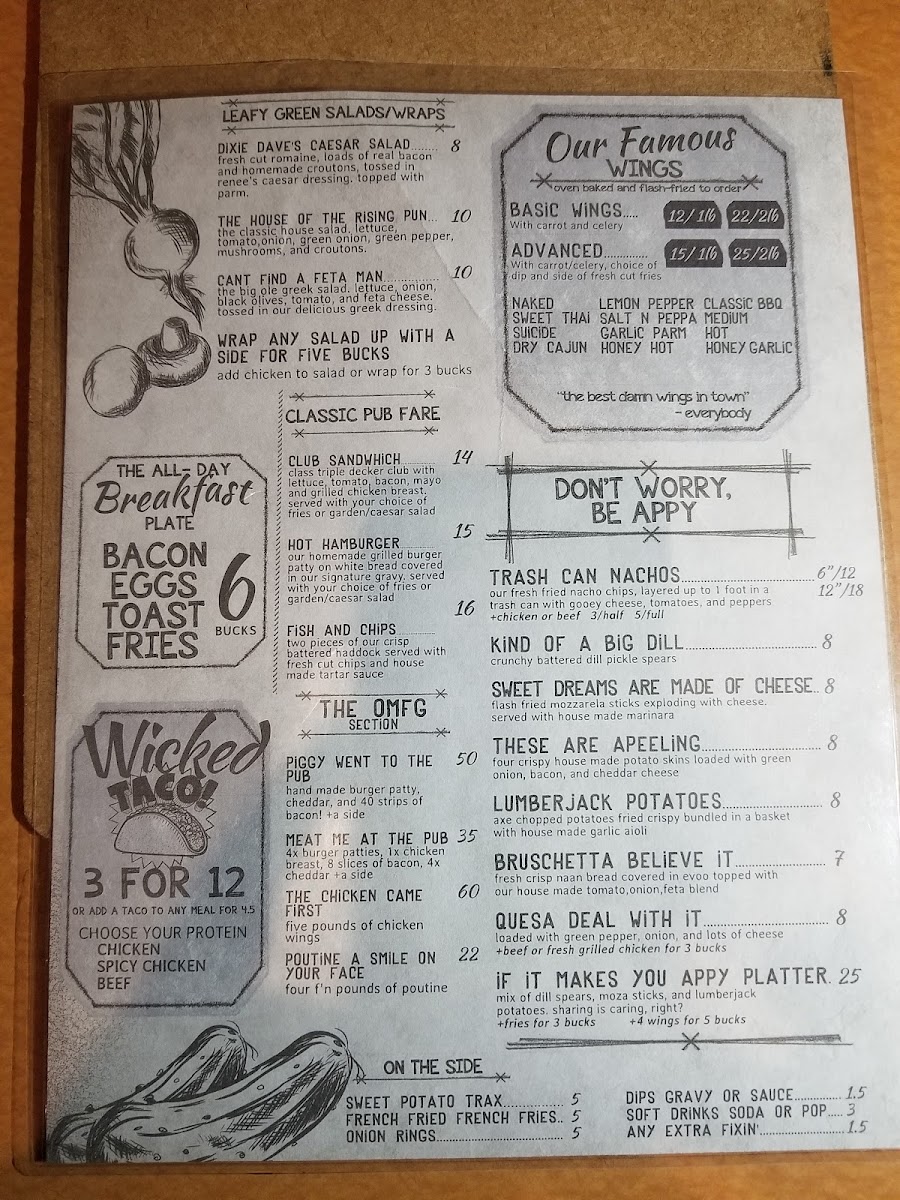 LEAFY GREEN SALADS/WRAPS
DIXIE DAVE'S CAESAR SALAD........ 8
fresh cut romaine, loads of real bacon
and homemade croutons, tossed in
renee's caesar dressing. topped with
parm.
THE HOUSE OF THE RISING PUN... 10
the classic house salad. lettuce,
tomato,onion, green onion, green pepper,
mushrooms, and croutons.
CANT FIND A FETA MAN................ 10
the big ole greek salad. lettuce, onion,
black olives, tomato, and feta cheese.
tossed in our delicious greek dressing.
WRAP ANY SALAD UP WITH A
SIDE FOR FIVE BUCKS
add chicken to salad or wrap for 3 bucks
THE ALL-DAY
Breakfast
PLATE
BACON
EGGS
TOAST
FRIES
6
BUCKS
Wicked
TACO!
3 FOR 12
OR ADD A TACO TO ANY MEAL FOR 4.5
CHOOSE YOUR PROTEIN
CHICKEN
SPICY CHICKEN
BEEF
CLASSIC PUB FARE
CLUB SANDWHICH........... 14
class triple decker club with
lettuce, tomato, bacon, mayo
and grilled chicken breast.
served with your choice of
fries or garden/caesar salad
HOT HAMBURGER........... 15
our homemade grilled burger
patty on white bread covered
in our signature gravy. served
with your choice of fries or
garden/caesar salad
FISH AND CHIPS........... 16
two pieces of our crisp
battered haddock served with
fresh cut chips and house
made tartar sauce
THE OMFG
SECTION
PIGGY WENT TO THE 50
PUB
hand made burger patty,
cheddar, and 40 strips of
bacon! +a side
MEAT ME AT THE PUB 35
4x burger patties, 1x chicken
breast, 8 slices of bacon, 4x
cheddar +a side
THE CHICKEN CAME 60
FIRST
five pounds of chicken
wings
POUTINE A SMILE ON 22
YOUR FACE
four f'n pounds of poutine
Our Famous
WINGS
oven baked and flash-fried to order
BASIC WINGS..... 12/1lb 22/2lb
With carrot and celery
ADVANCED............. 15/1lb 25/2lb
With carrot/celery, choice of
dip and side of fresh cut fries
NAKED LEMON PEPPER CLASSIC BBQ
SWEET THAI SALT N PEPPA MEDIUM
SUICIDE GARLIC PARM HOT
DRY CAJUN HONEY HOT HONEY GARLIC
"the best damn wings in town"
- everybody
DON'T WORRY,
BE APPY
TRASH CAN NACHOS........................ 6"/12
our fresh fried nacho chips, layered up to 1 foot in a 12"/18
trash can with gooey cheese, tomatoes, and peppers
+chicken or beef 3/half 5/full
KIND OF A BIG DILL........................ 8
crunchy battered dill pickle spears
SWEET DREAMS ARE MADE OF CHEESE.. 8
flash fried mozzarela sticks exploding with cheese.
served with house made marinara
THESE ARE APEELING........................ 8
four crispy house made potato skins loaded with green
onion, bacon, and cheddar cheese
LUMBERJACK POTATOES.................... 8
axe chopped potatoes fried crispy bundled in a basket
with house made garlic aioli
BRUSCHETTA BELIEVE IT.................. 7
fresh crisp naan bread covered in evoo topped with
our house made tomato,onion,feta blend
QUESA DEAL WITH IT........................ 8
loaded with green pepper, onion, and lots of cheese
+beef or fresh grilled chicken for 3 bucks
IF IT MAKES YOU APPY PLATTER. 25
mix of dill spears, moza sticks, and lumberjack
potatoes. sharing is caring, right?
+fries for 3 bucks +4 wings for 5 bucks
ON THE SIDE
SWEET POTATO TRAX.............. 5
FRENCH FRIED FRENCH FRIES.. 5
ONION RINGS........................ 5
DIPS GRAVY OR SAUCE.......... 1.5
SOFT DRINKS SODA OR POP..... 3
ANY EXTRA FIXIN'................ 1.5